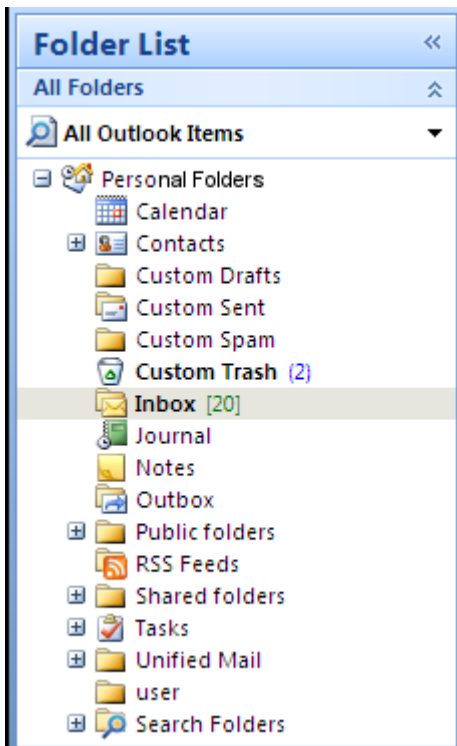 Folder List
All Folders
All Outlook Items
Personal Folders
Calendar
Contacts
Custom Drafts
Custom Sent
Custom Spam
Custom Trash (2)
Inbox [20]
Journal
Notes
Outbox
Public folders
RSS Feeds
Shared folders
Tasks
Unified Mail
user
Search Folders